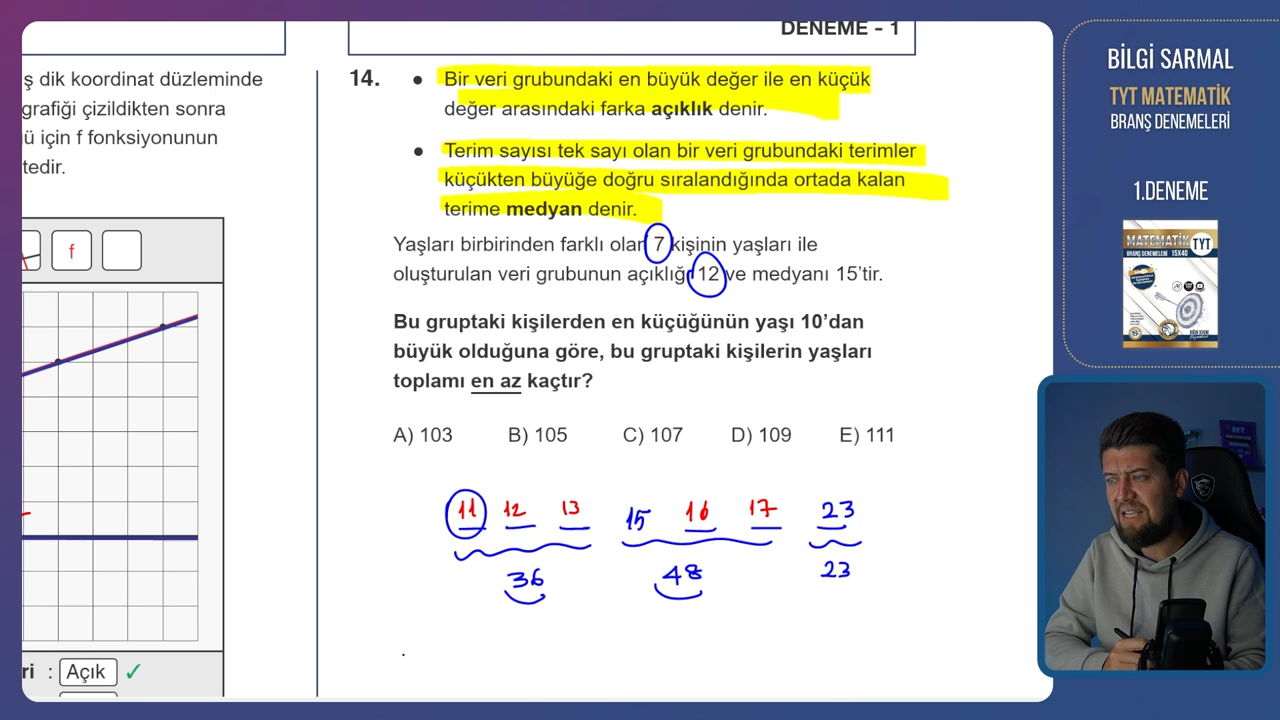 DENEME - 1
ş dik koordinat düzleminde
grafiği çizildikten sonra
ü için f fonksiyonunun
tedir.
f
ri : Açık ✓
14. ● Bir veri grubundaki en büyük değer ile en küçük
değer arasındaki farka açıklık denir.
● Terim sayısı tek sayı olan bir veri grubundaki terimler
küçükten büyüğe doğru sıralandığında ortada kalan
terime medyan denir.
Yaşları birbirinden farklı olan 7 kişinin yaşları ile
oluşturulan veri grubunun açıklığı 12 ve medyanı 15'tir.
Bu gruptaki kişilerden en küçüğünün yaşı 10'dan
büyük olduğuna göre, bu gruptaki kişilerin yaşları
toplamı en az kaçtır?
A) 103 B) 105 C) 107 D) 109 E) 111
11 12 13 15 16 17 23
36 48 23
BİLGİ SARMAL
TYT MATEMATİK
BRANŞ DENEMELERİ
1.DENEME
MATEMATİK TYT
BRANŞ DENEMELERİ 15X40